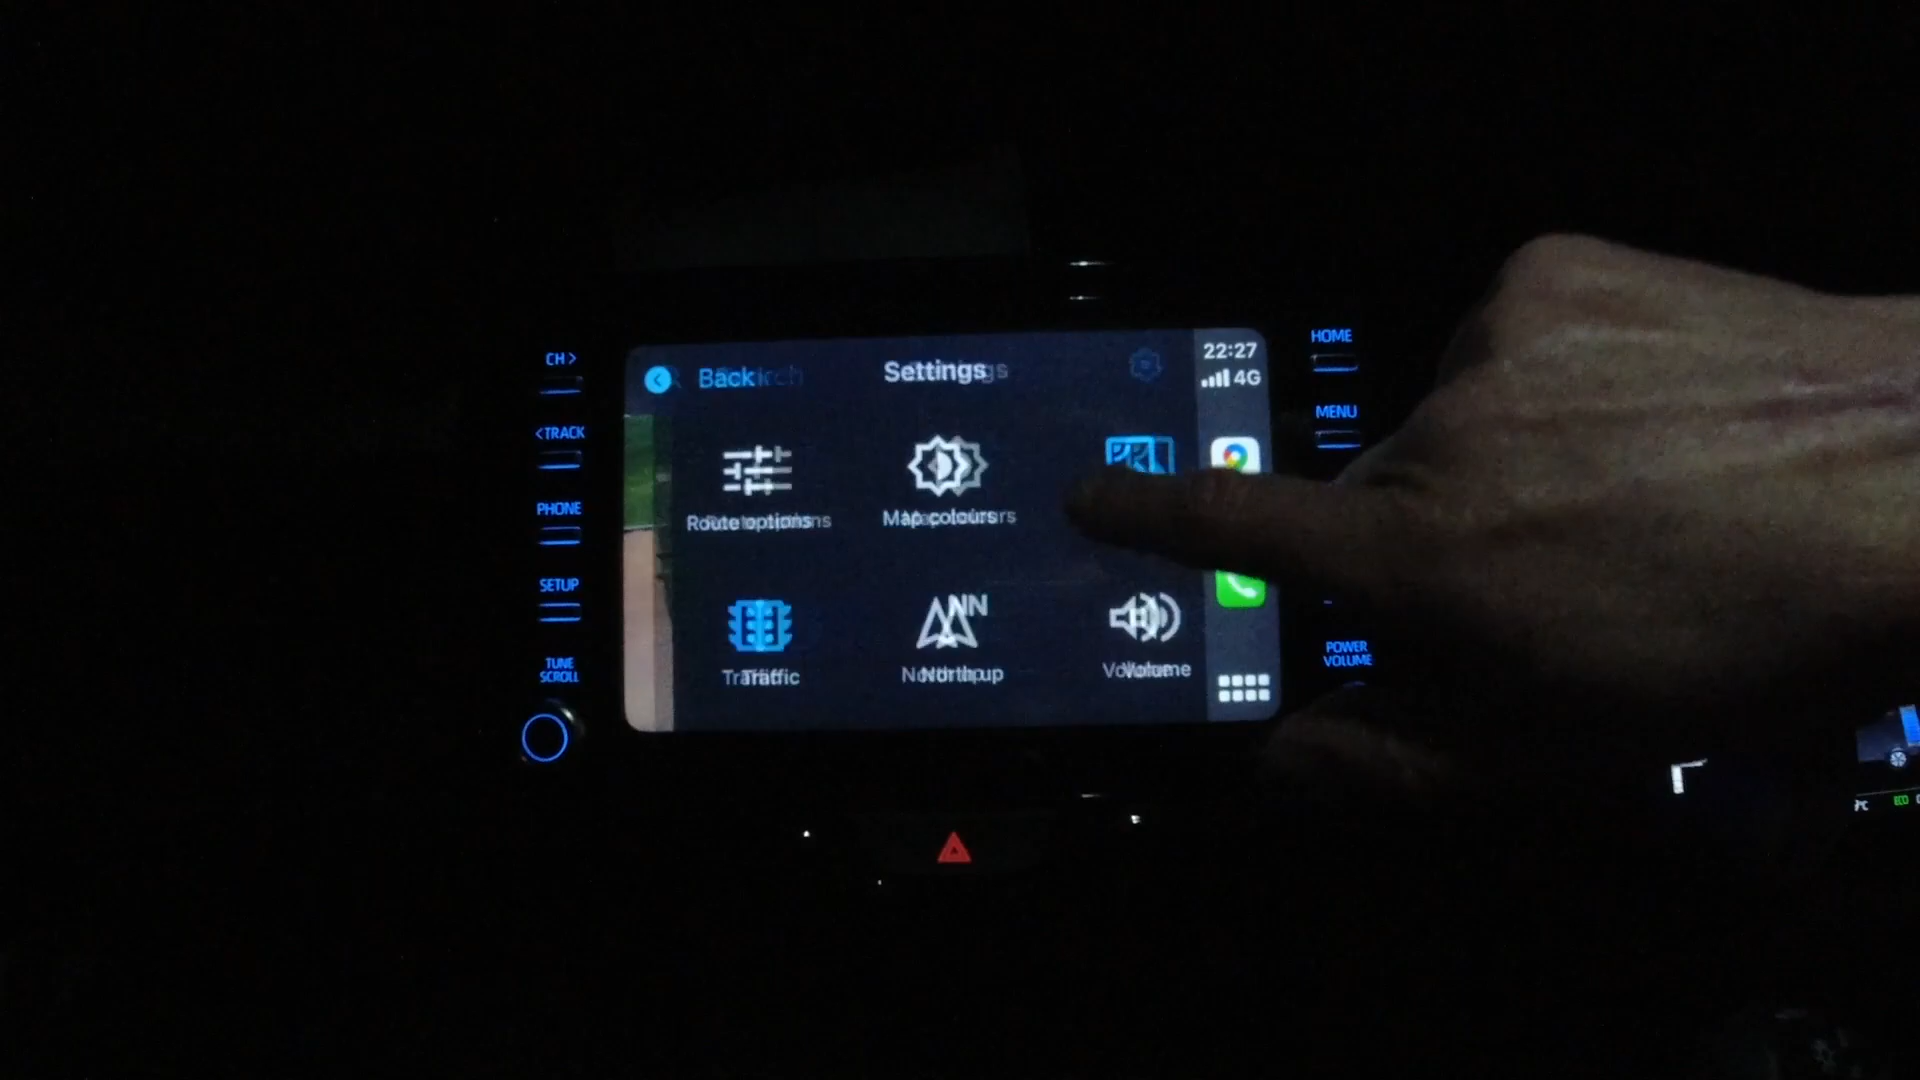 HOME
22:27
4G
CH>
Back
Settings
MENU
<TRACK
PHONE
Route options
Map colours
SETUP
N
POWER
VOLUME
TUNE
SCROLL
Traffic
North up
Volume
°C
ECO